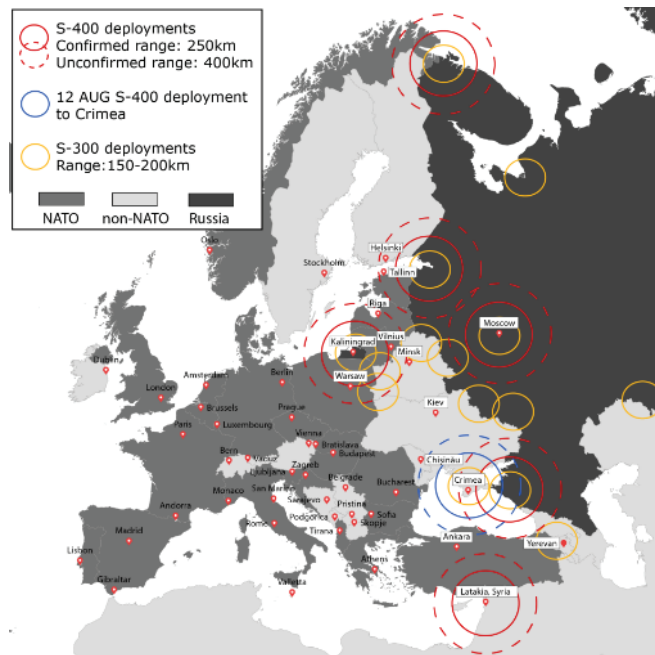 S-400 deployments
Confirmed range: 250km
Unconfirmed range: 400km
12 AUG S-400 deployment
to Crimea
S-300 deployments
Range:150-200km
NATO
non-NATO
Russia
Oslo
Helsinki
Stockholm
Tallinn
Riga
Moscow
Vilnius
Kaliningrad
Minsk
Dublin
Amsterdam
Berlin
Warsaw
London
Brussels
Kiev
Prague
Paris
Luxembourg
Vienna
Bratislava
Budapest
Chisinău
Bern
Vaduz
Ljubljana
Zagreb
Crimea
Belgrade
Bucharest
Monaco
San Marino
Sarajevo
Andorra
Pristina
Sofia
Podgorica
Skopje
Rome
Tirana
Ankara
Yerevan
Madrid
Lisbon
Athens
Gibraltar
Valletta
Latakia, Syria